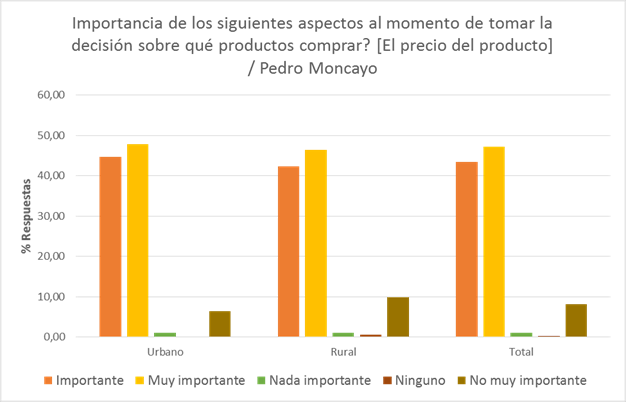 Importancia de los siguientes aspectos al momento de tomar la
decisión sobre qué productos comprar? [El precio del producto]
/ Pedro Moncayo
60,00
50,00
40,00
30,00
20,00
10,00
0,00
% Respuestas
Urbano
Rural
Total
Importante
Muy importante
Nada importante
Ninguno
No muy importante